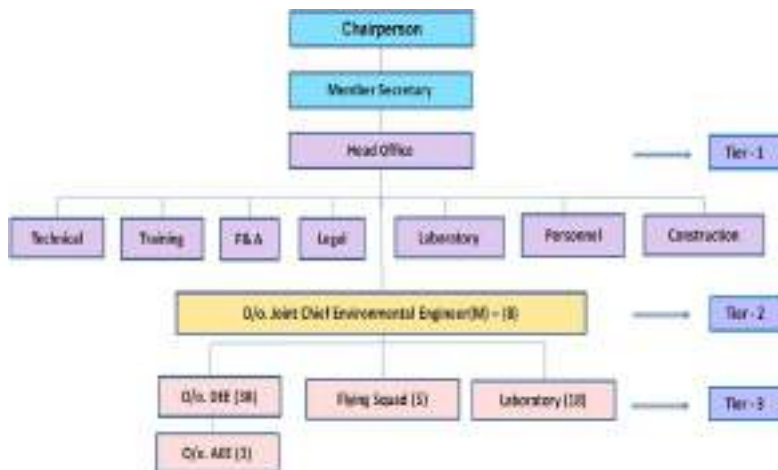 Chairperson
Member Secretary
Head Office
Tier - 1
Technical
Training
F& A
Legal
Laboratory
Personnel
Construction
O/o. Joint Chief Environmental Engineer(M) – (8)
Tier - 2
O/o. DEE (38)
Flying Squad (5)
Laboratory (18)
Tier - 3
O/o. AEE (3)